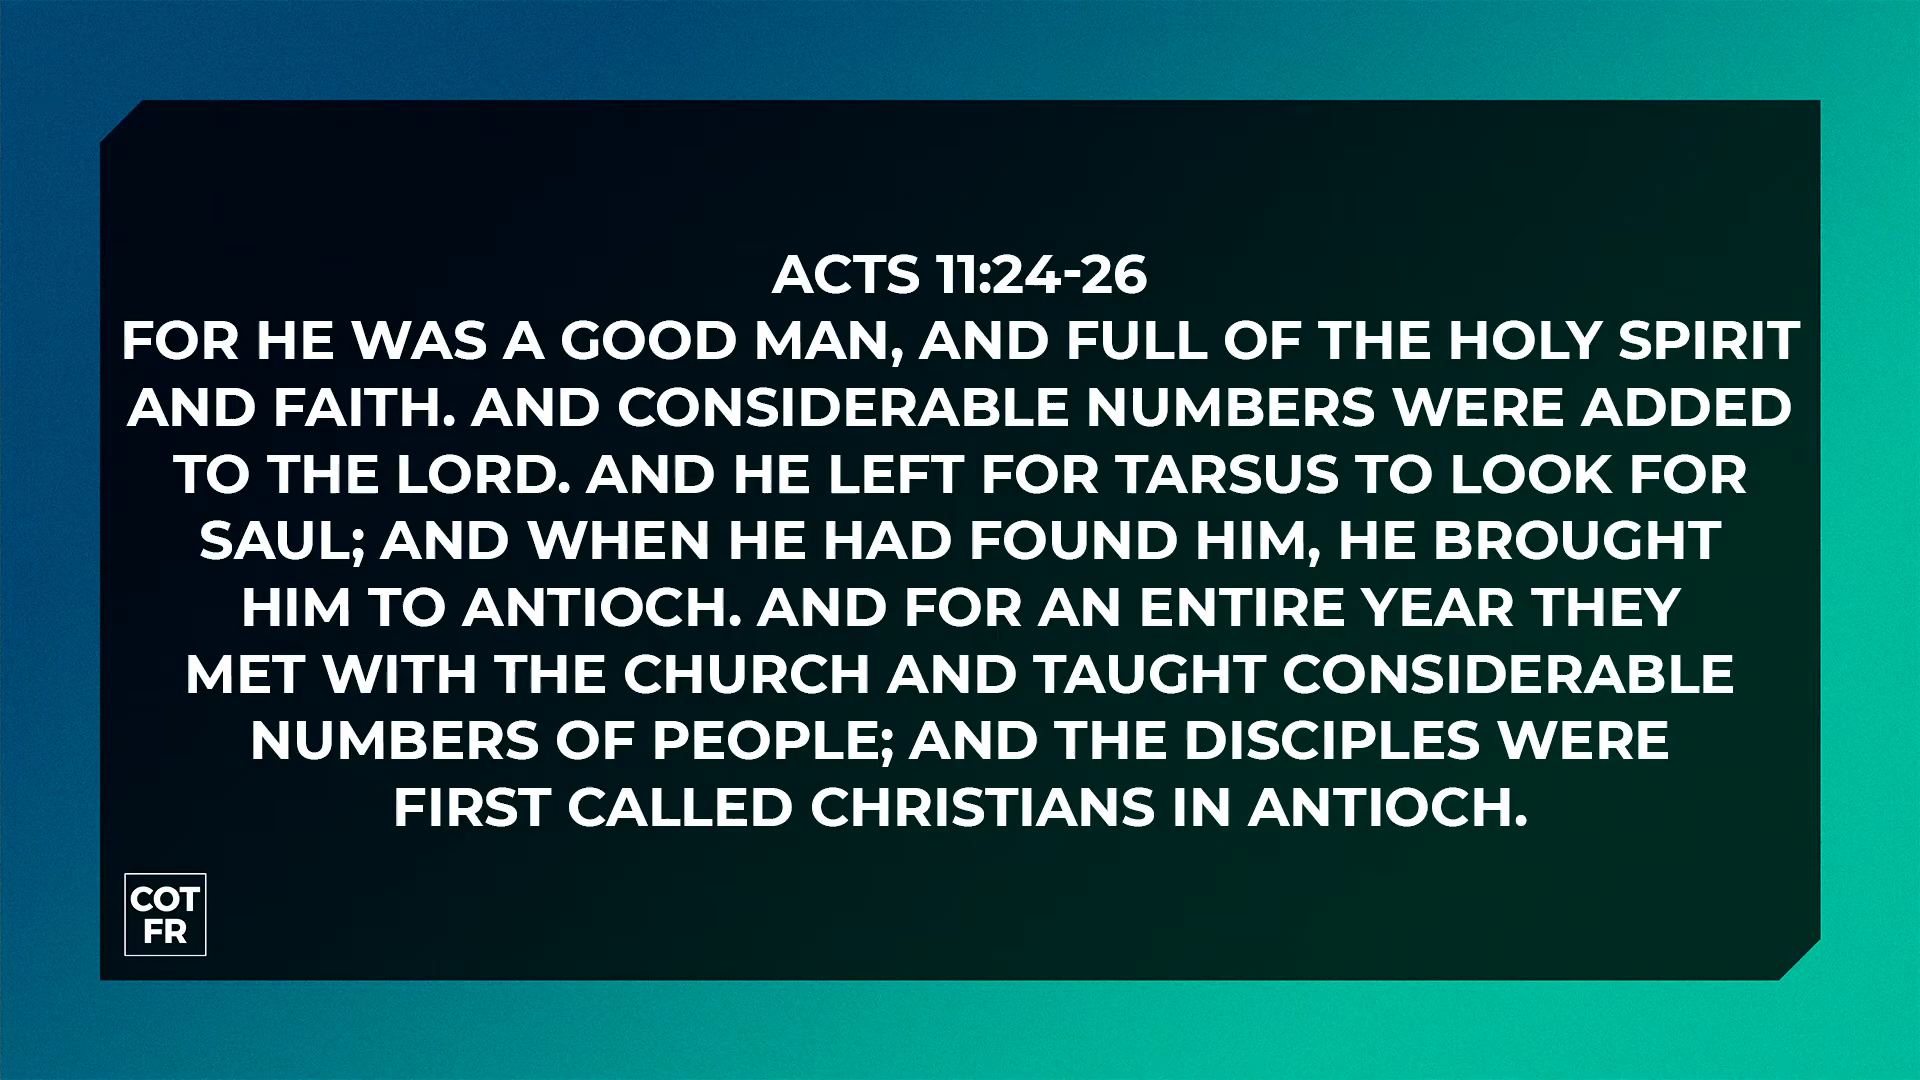 ACTS 11:24-26
FOR HE WAS A GOOD MAN, AND FULL OF THE HOLY SPIRIT
AND FAITH. AND CONSIDERABLE NUMBERS WERE ADDED
TO THE LORD. AND HE LEFT FOR TARSUS TO LOOK FOR
SAUL; AND WHEN HE HAD FOUND HIM, HE BROUGHT
HIM TO ANTIOCH. AND FOR AN ENTIRE YEAR THEY
MET WITH THE CHURCH AND TAUGHT CONSIDERABLE
NUMBERS OF PEOPLE; AND THE DISCIPLES WERE
FIRST CALLED CHRISTIANS IN ANTIOCH.
COT
FR